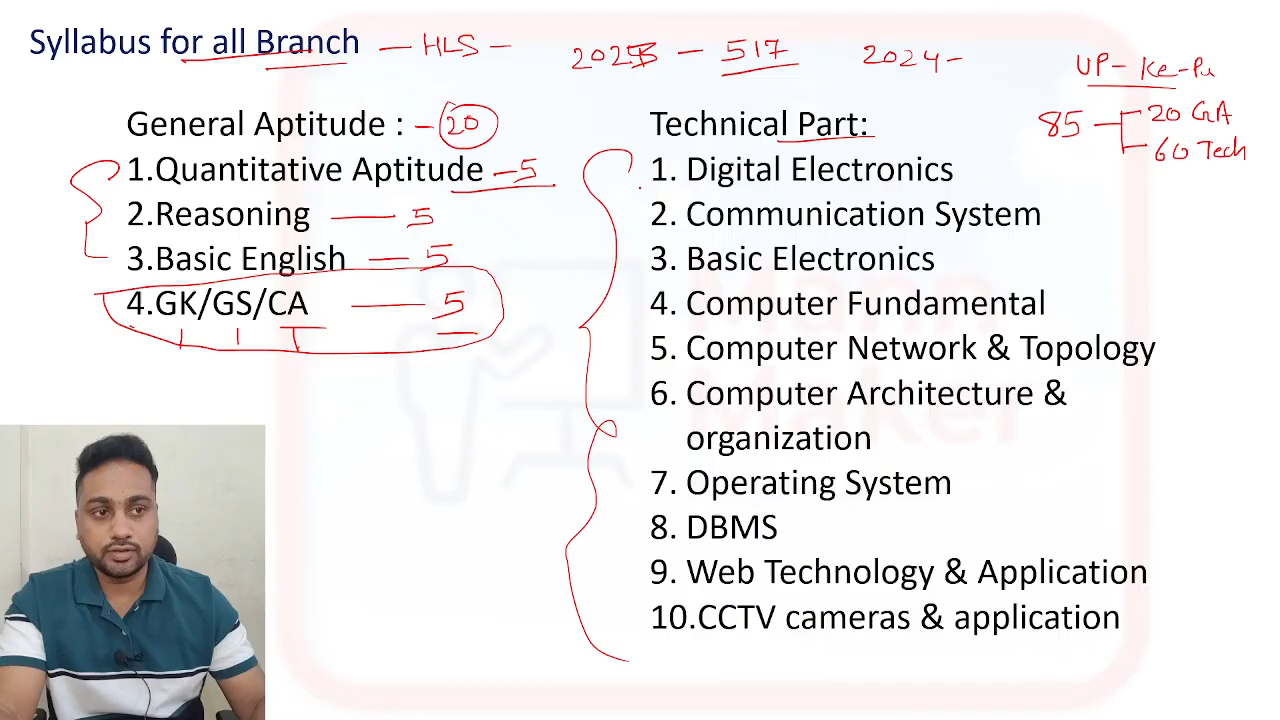 Syllabus for all Branch – HLS – 2023 – 517 2024 –
UP – Ke – Pu
85 20 GA
60 Tech
General Aptitude : – 20
1.Quantitative Aptitude – 5
2.Reasoning — 5
3.Basic English — 5
4.GK/GS/CA — 5
Technical Part:
1. Digital Electronics
2. Communication System
3. Basic Electronics
4. Computer Fundamental
5. Computer Network & Topology
6. Computer Architecture &
organization
7. Operating System
8. DBMS
9. Web Technology & Application
10.CCTV cameras & application
Mann
Maker